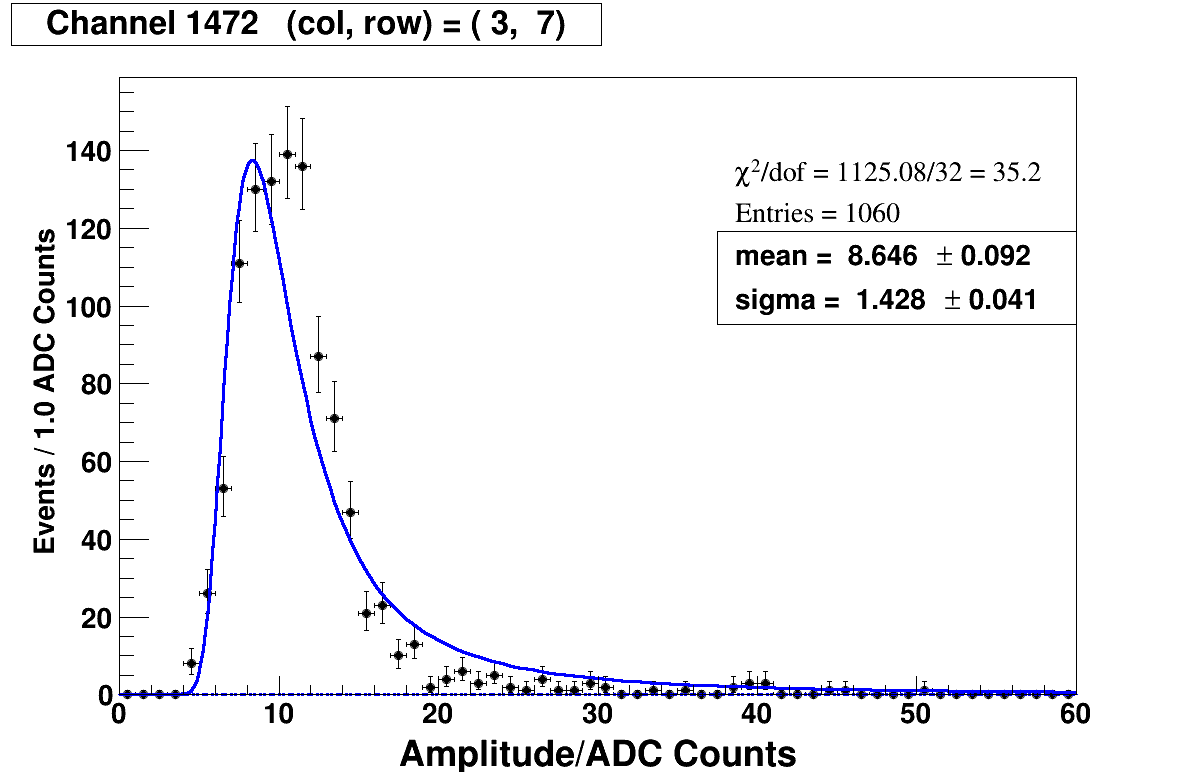 Channel 1472 (col, row) = ( 3, 7)
χ²/dof = 1125.08/32 = 35.2
Entries = 1060
mean = 8.646 ± 0.092
sigma = 1.428 ± 0.041
Events / 1.0 ADC Counts
140
120
100
80
60
40
20
0
0 10 20 30 40 50 60
Amplitude/ADC Counts